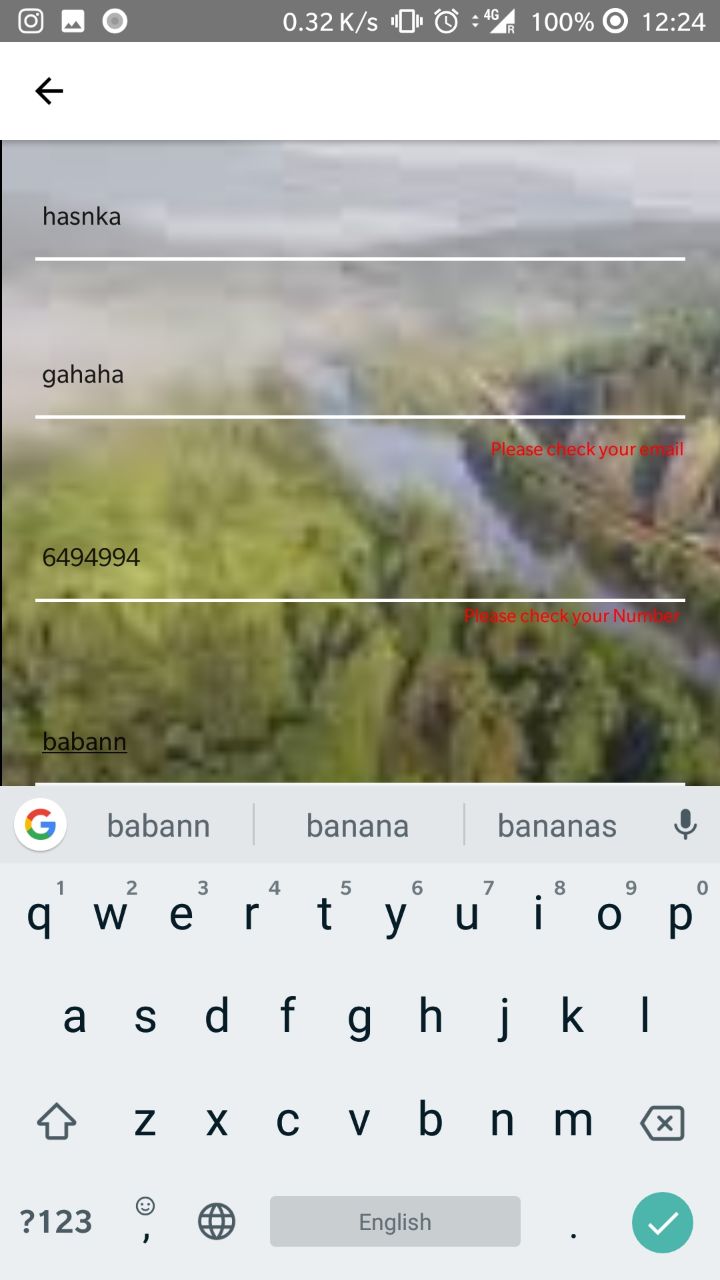 0.32 K/s 4G R 100% 12:24
hasnka
gahaha
Please check your email
6494994
Please check your Number
babann
babann banana bananas
1 2 3 4 5 6 7 8 9 0
q w e r t y u i o p
a s d f g h j k l
z x c v b n m
?123 , English .